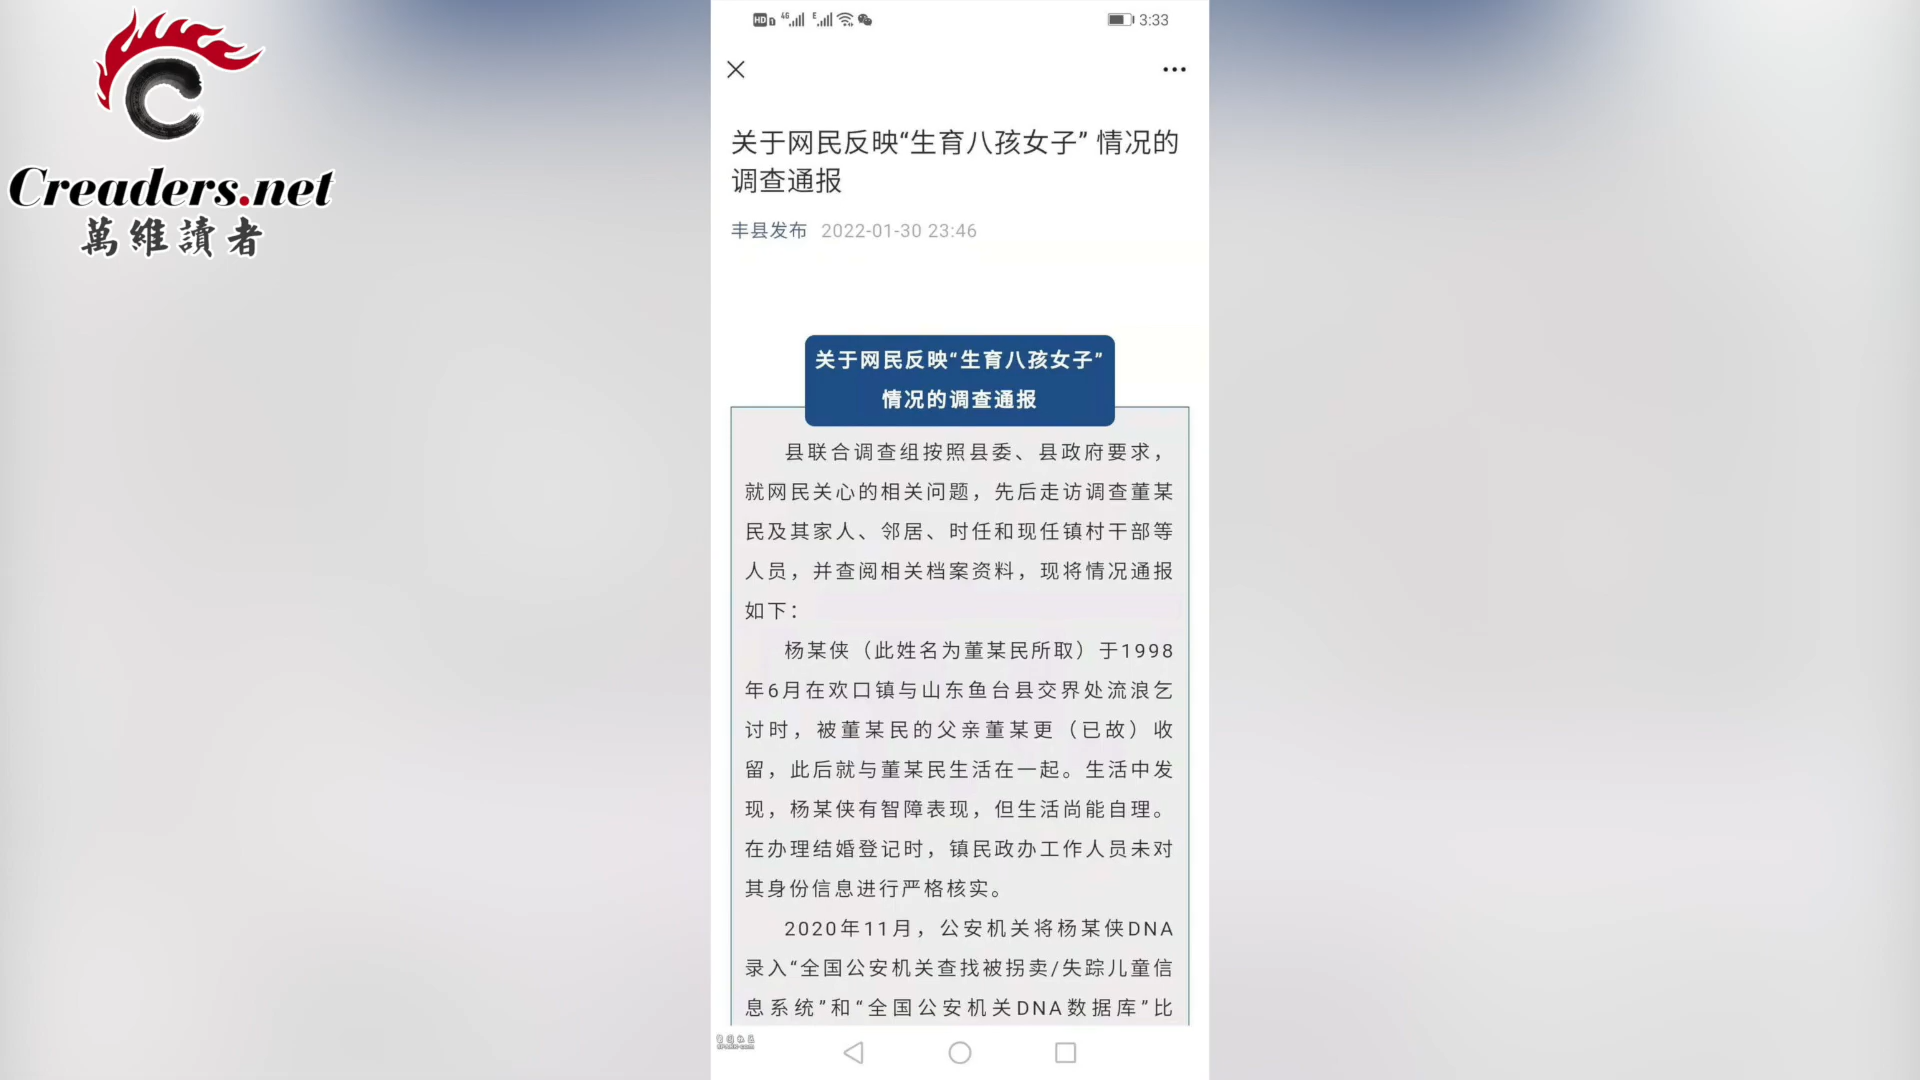 Creaders.net
萬維讀者
HD
4G
E
3:33
关于网民反映“生育八孩女子” 情况的
调查通报
丰县发布 2022-01-30 23:46
关于网民反映“生育八孩女子”
情况的调查通报
县联合调查组按照县委、县政府要求，
就网民关心的相关问题，先后走访调查董某
民及其家人、邻居、时任和现任镇村干部等
人员，并查阅相关档案资料，现将情况通报
如下：
杨某侠（此姓名为董某民所取）于1998
年6月在欢口镇与山东鱼台县交界处流浪乞
讨时，被董某民的父亲董某更（已故）收
留，此后就与董某民生活在一起。生活中发
现，杨某侠有智障表现，但生活尚能自理。
在办理结婚登记时，镇民政办工作人员未对
其身份信息进行严格核实。
2020年11月，公安机关将杨某侠DNA
录入“全国公安机关查找被拐卖/失踪儿童信
息系统”和“全国公安机关DNA数据库”比